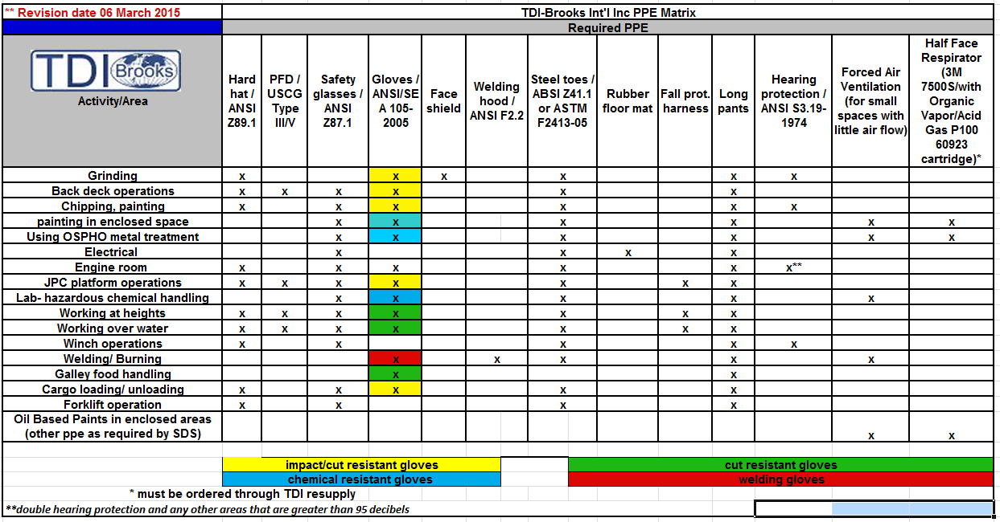 ** Revision date 06 March 2015
TDI-Brooks Int'l Inc PPE Matrix
Required PPE
TDI Brooks
Activity/Area
Hard hat / ANSI Z89.1
PFD / USCG Type III/V
Safety glasses / ANSI Z87.1
Gloves / ANSI/SEA 105-2005
Face shield
Welding hood / ANSI F2.2
Steel toes / ABSI Z41.1 or ASTM F2413-05
Rubber floor mat
Fall prot. harness
Long pants
Hearing protection / ANSI S3.19-1974
Forced Air Ventilation (for small spaces with little air flow)
Half Face Respirator (3M 7500S/with Organic Vapor/Acid Gas P100 60923 cartridge)*
Grinding x x x x x x
Back deck operations x x x x x x
Chipping, painting x x x x x x
painting in enclosed space x x x x x x
Using OSPHO metal treatment x x x x x x
Electrical x x x x
Engine room x x x x x x**
JPC platform operations x x x x x x x
Lab- hazardous chemical handling x x x x x
Working at heights x x x x x x x
Working over water x x x x x x x
Winch operations x x x x x
Welding/ Burning x x x x x
Galley food handling x x
Cargo loading/ unloading x x x x x
Forklift operation x x x x
Oil Based Paints in enclosed areas
(other ppe as required by SDS) x x
impact/cut resistant gloves cut resistant gloves
chemical resistant gloves welding gloves
* must be ordered through TDI resupply
**double hearing protection and any other areas that are greater than 95 decibels